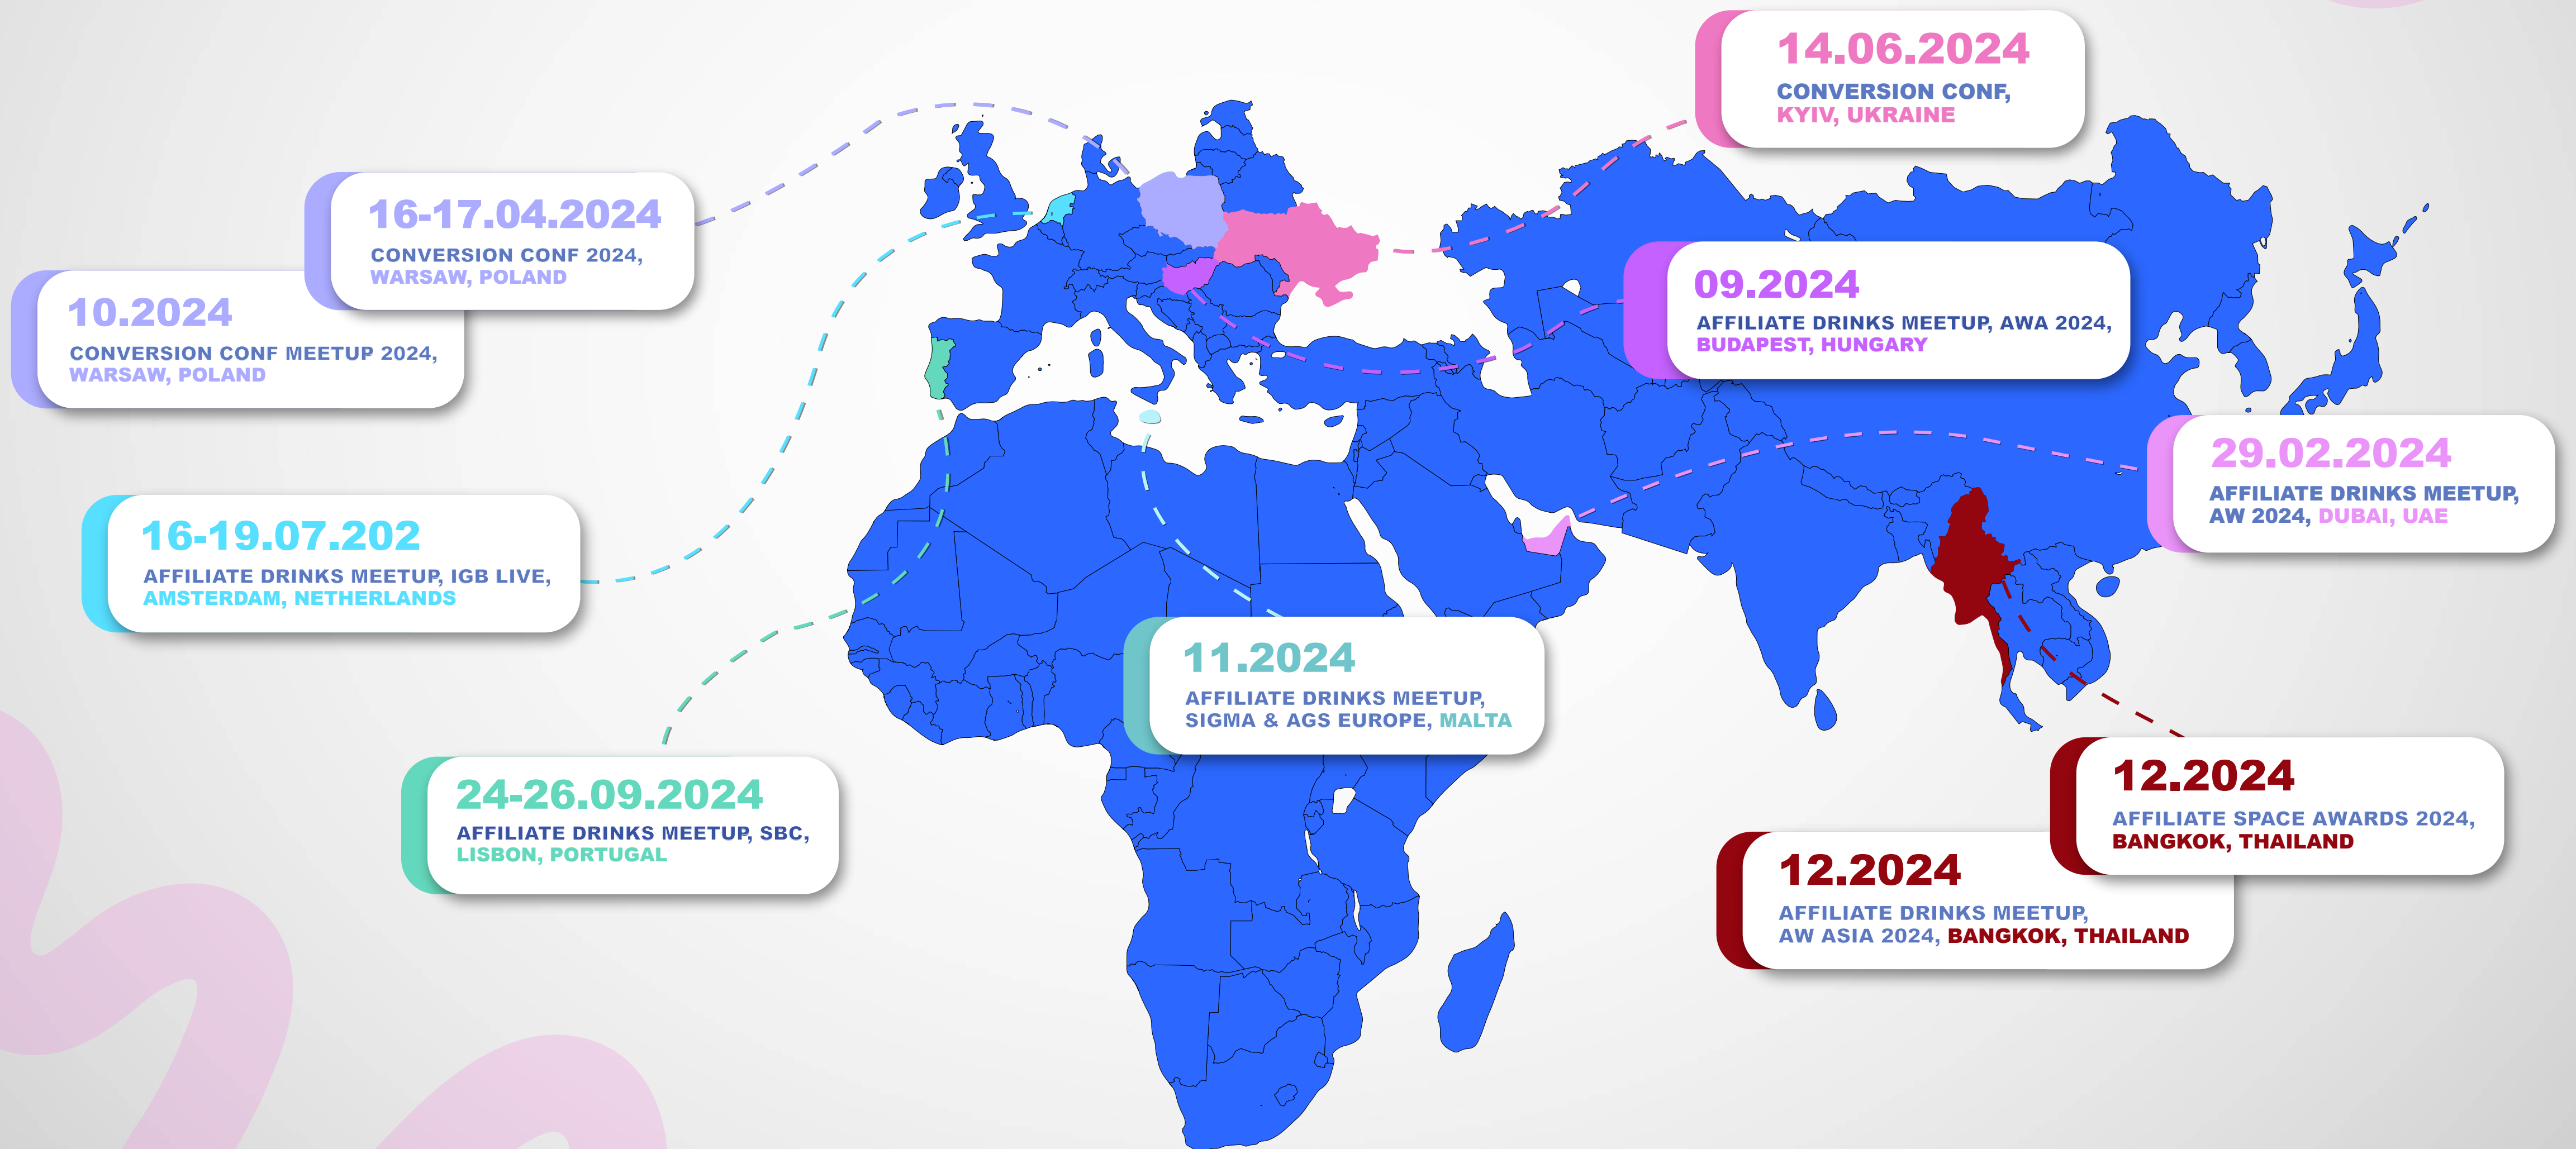 14.06.2024
CONVERSION CONF,
KYIV, UKRAINE
16-17.04.2024
CONVERSION CONF 2024,
WARSAW, POLAND
10.2024
CONVERSION CONF MEETUP 2024,
WARSAW, POLAND
09.2024
AFFILIATE DRINKS MEETUP, AWA 2024,
BUDAPEST, HUNGARY
29.02.2024
AFFILIATE DRINKS MEETUP,
AW 2024, DUBAI, UAE
16-19.07.202
AFFILIATE DRINKS MEETUP, IGB LIVE,
AMSTERDAM, NETHERLANDS
11.2024
AFFILIATE DRINKS MEETUP,
SIGMA & AGS EUROPE, MALTA
24-26.09.2024
AFFILIATE DRINKS MEETUP, SBC,
LISBON, PORTUGAL
12.2024
AFFILIATE SPACE AWARDS 2024,
BANGKOK, THAILAND
12.2024
AFFILIATE DRINKS MEETUP,
AW ASIA 2024, BANGKOK, THAILAND